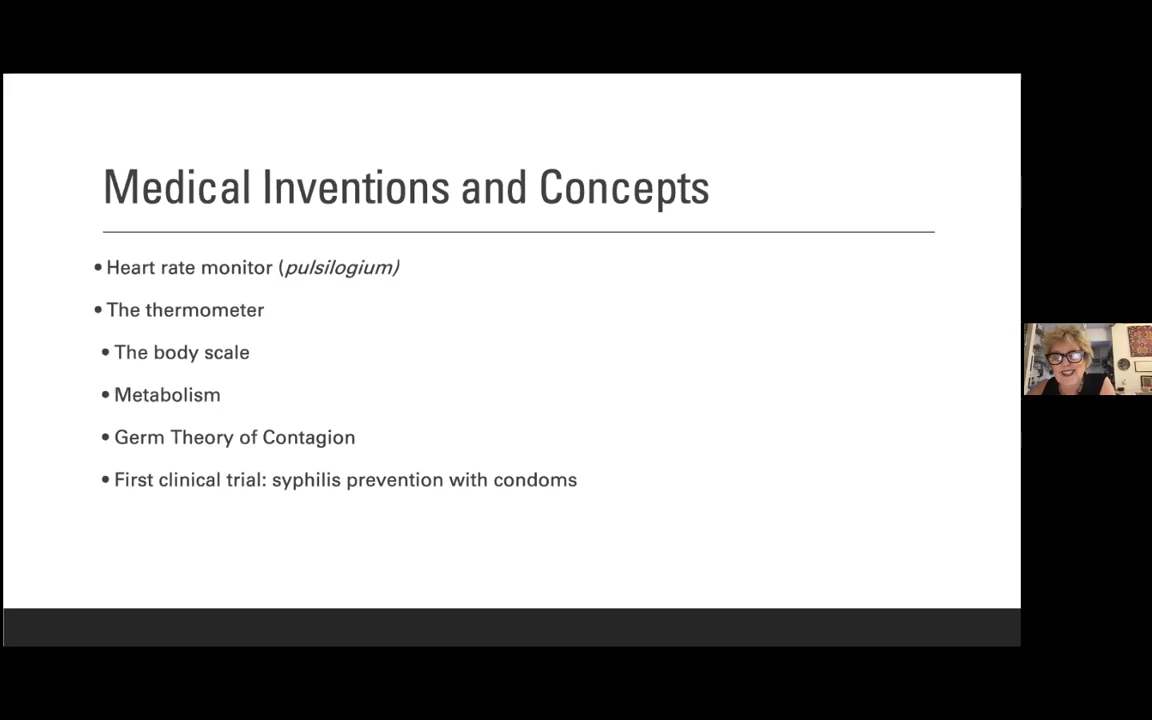 Medical Inventions and Concepts
• Heart rate monitor (pulsilogium)
• The thermometer
• The body scale
• Metabolism
• Germ Theory of Contagion
• First clinical trial: syphilis prevention with condoms